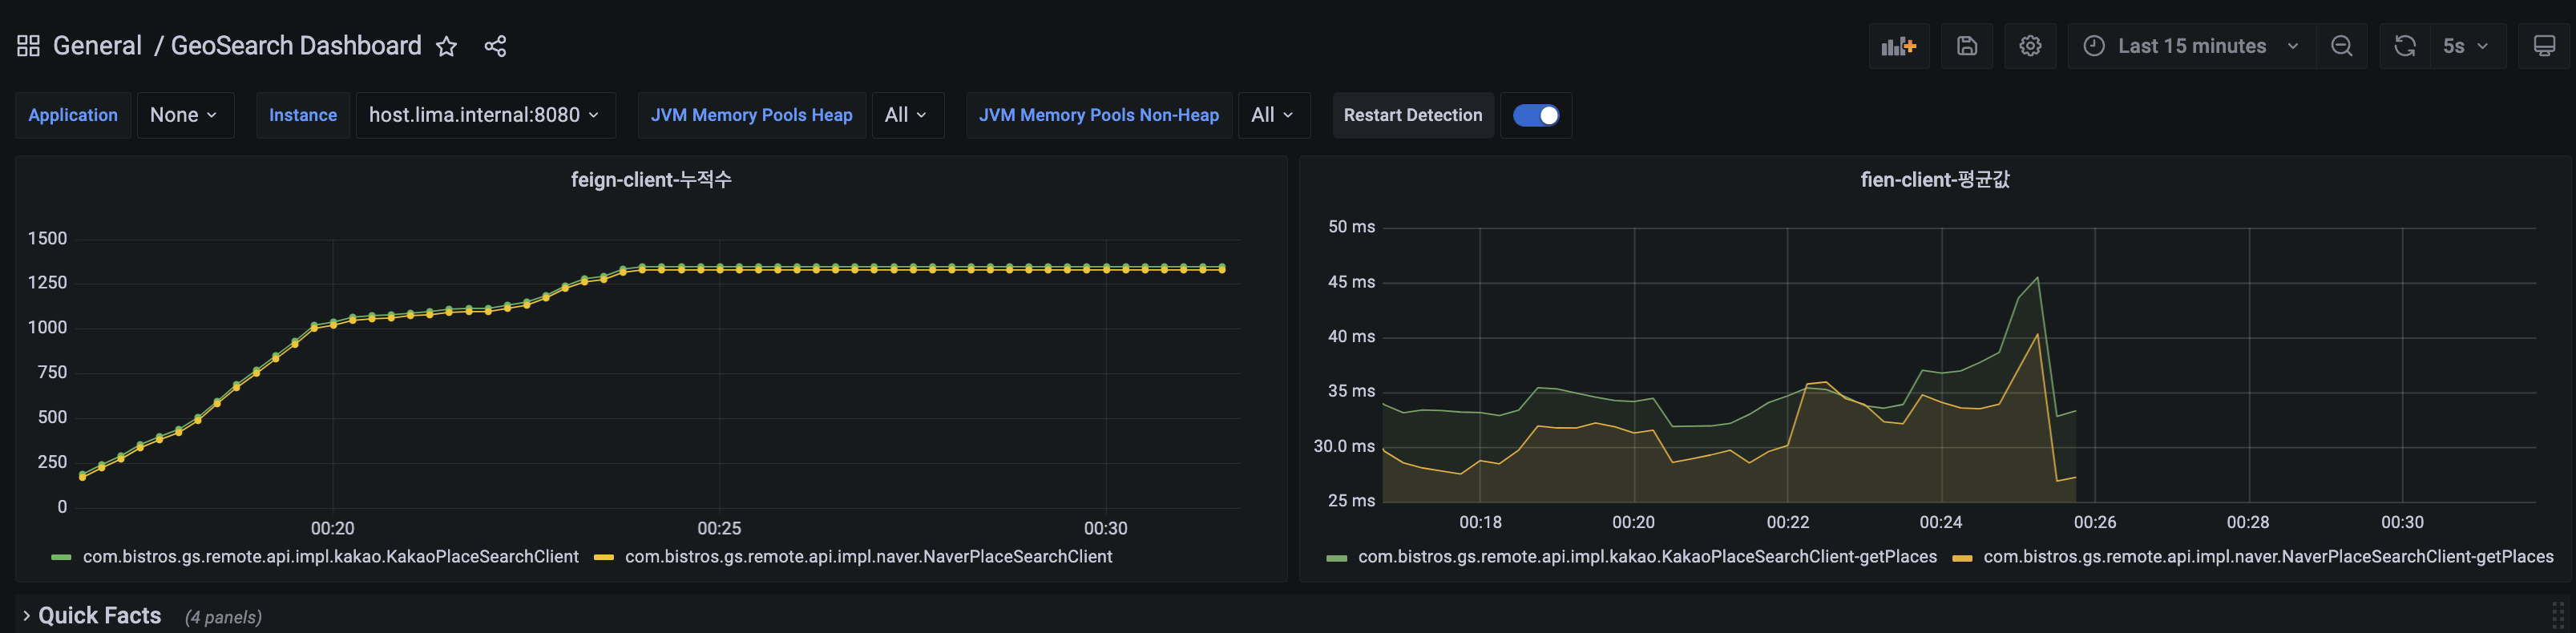 General / GeoSearch Dashboard
Last 15 minutes
5s
Application None Instance host.lima.internal:8080 JVM Memory Pools Heap All JVM Memory Pools Non-Heap All Restart Detection
feign-client-누적수
1500
1250
1000
750
500
250
0
00:20 00:25 00:30
com.bistros.gs.remote.api.impl.kakao.KakaoPlaceSearchClient com.bistros.gs.remote.api.impl.naver.NaverPlaceSearchClient
fien-client-평균값
50 ms
45 ms
40 ms
35 ms
30.0 ms
25 ms
00:18 00:20 00:22 00:24 00:26 00:28 00:30
com.bistros.gs.remote.api.impl.kakao.KakaoPlaceSearchClient-getPlaces com.bistros.gs.remote.api.impl.naver.NaverPlaceSearchClient-getPlaces
Quick Facts (4 panels)